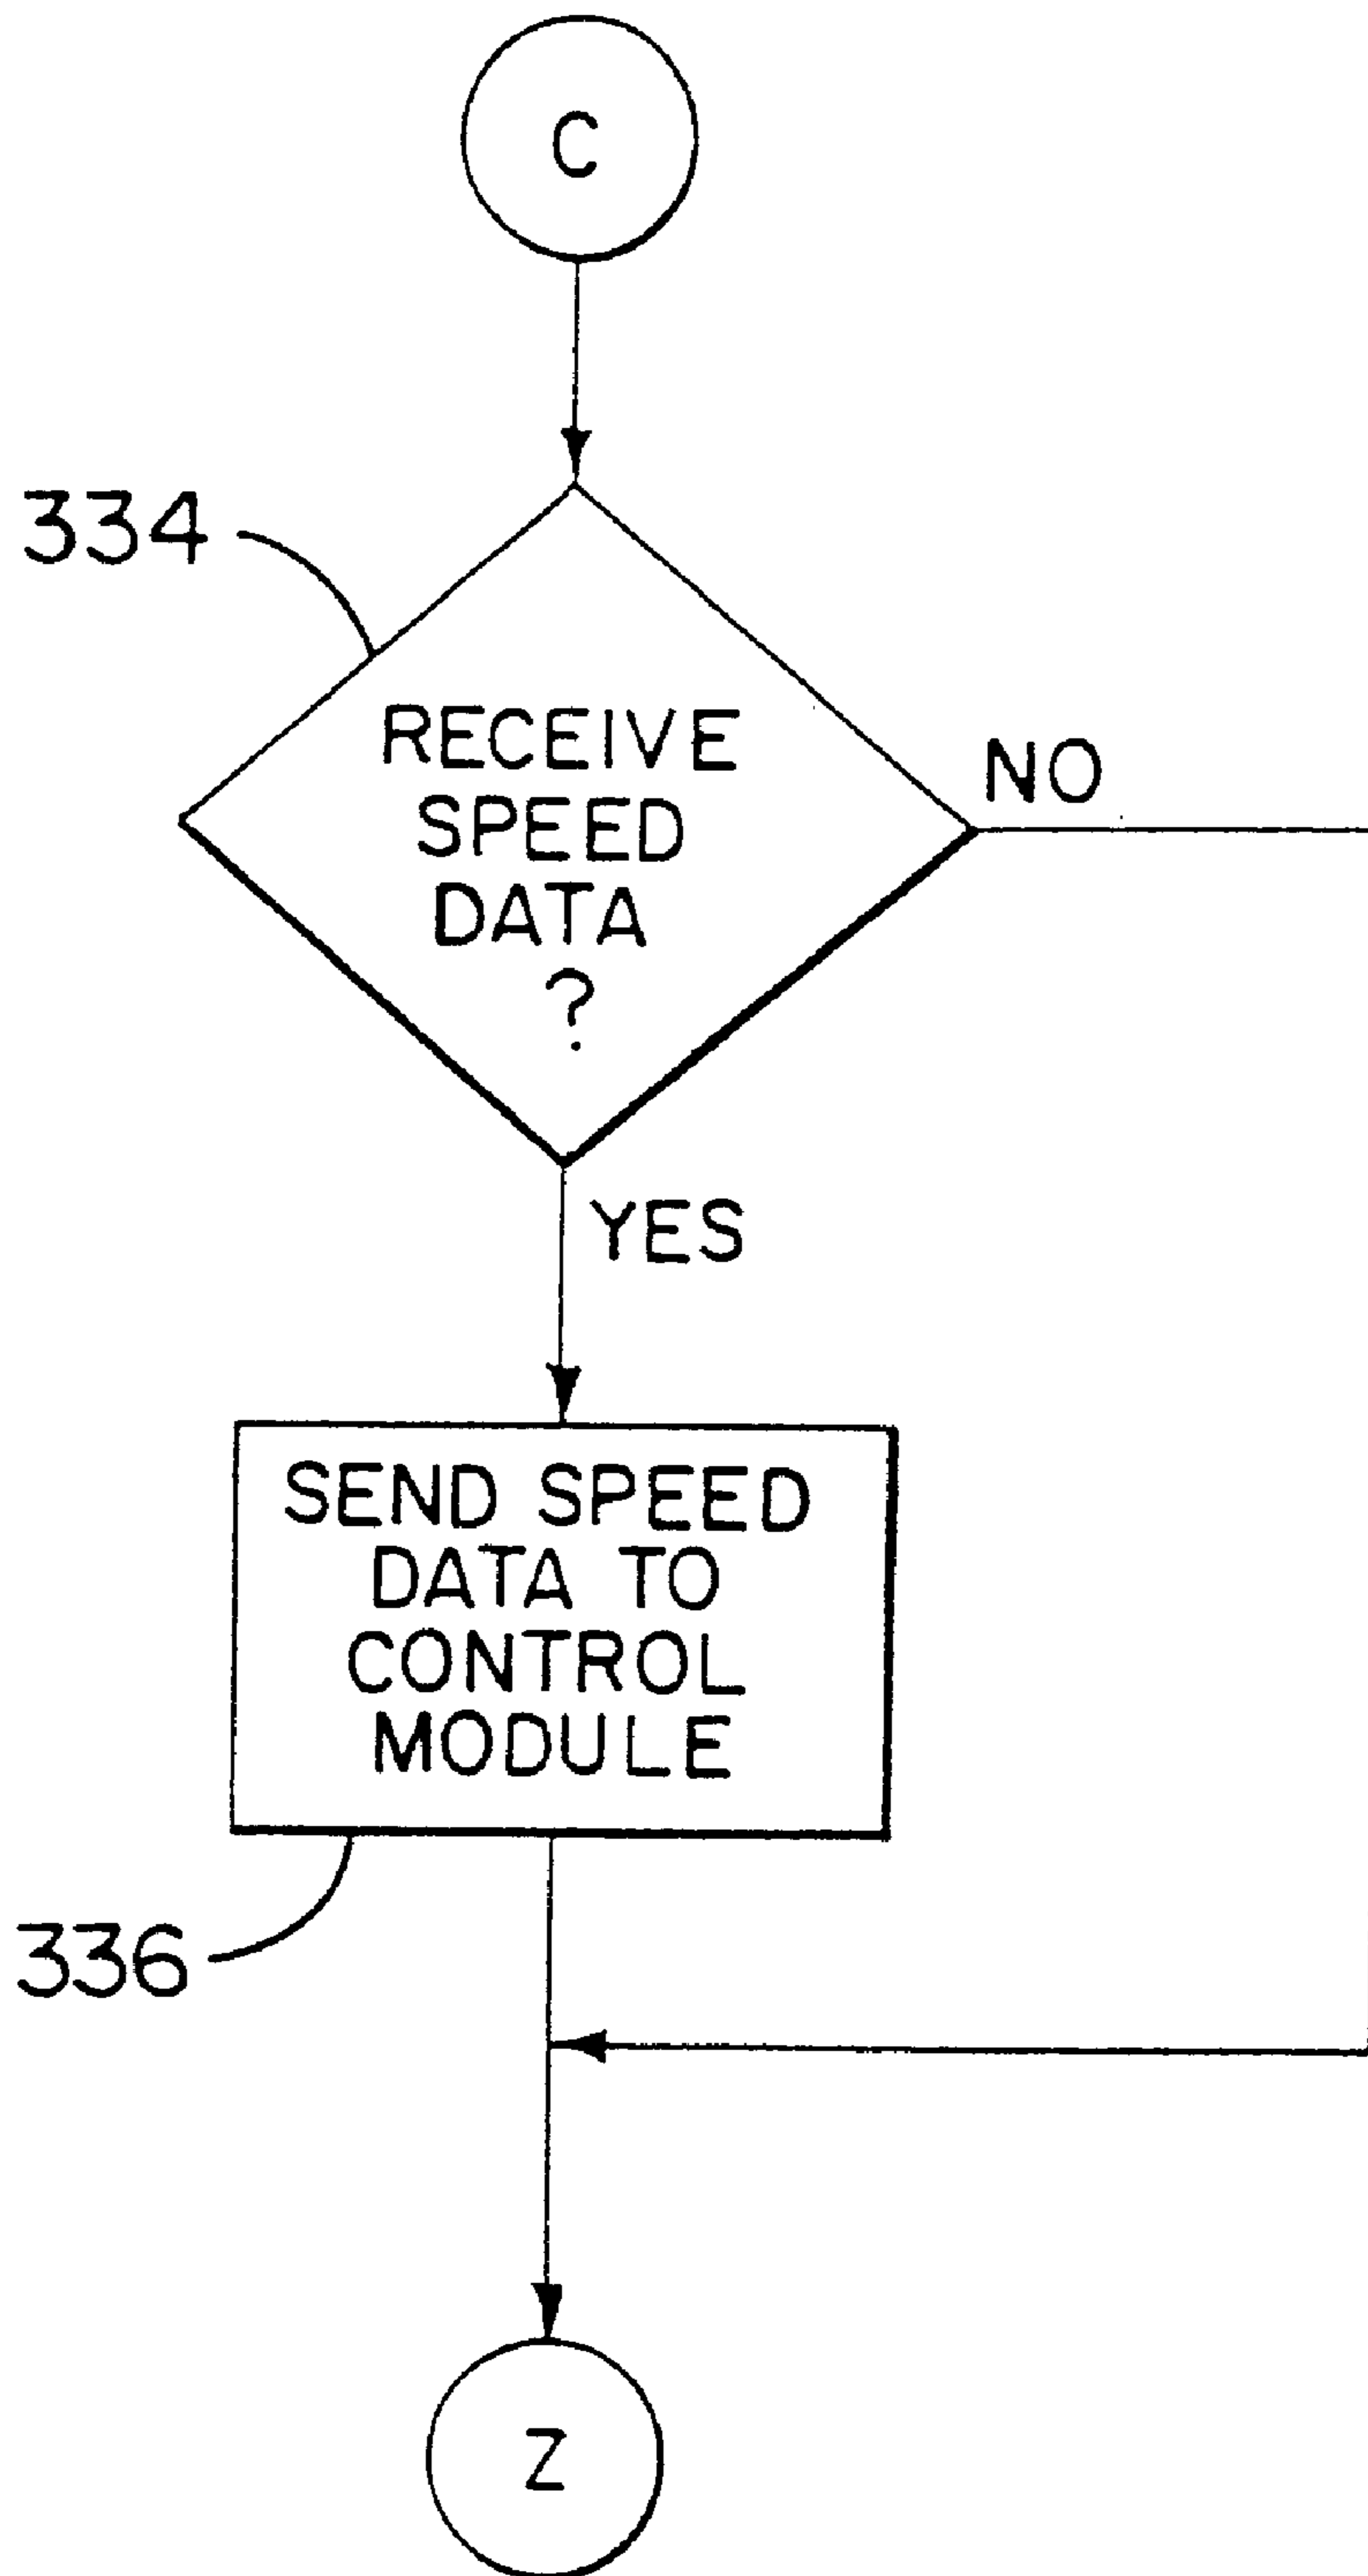 C
334
RECEIVE
SPEED
DATA
?
NO
YES
SEND SPEED
DATA TO
CONTROL
MODULE
336
Z